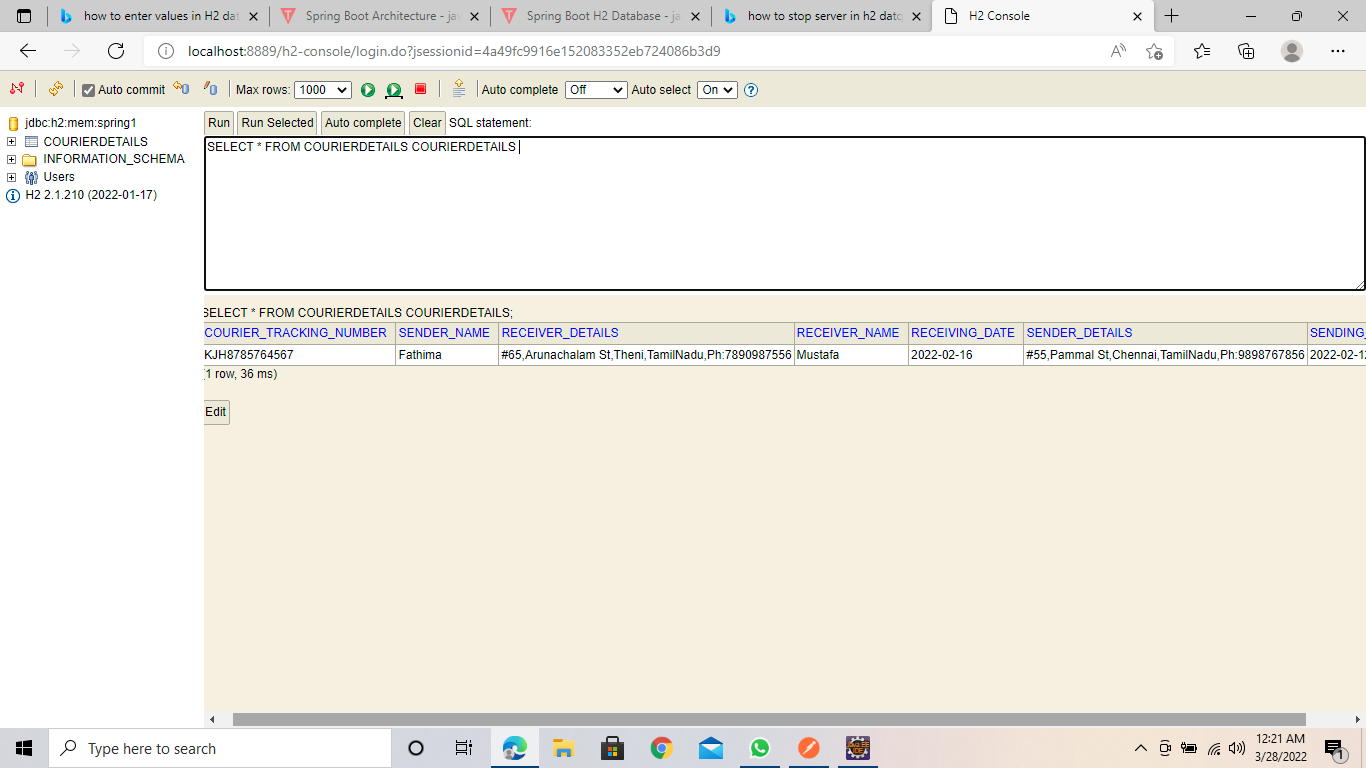 how to enter values in H2 dat
Spring Boot Architecture - jav
Spring Boot H2 Database - ja
how to stop server in h2 datq
H2 Console
localhost:8889/h2-console/login.do?jsessionid=4a49fc9916e152083352eb724086b3d9
Auto commit Max rows: 1000 Auto complete Off Auto select On
jdbc:h2:mem:spring1
COURIERDETAILS
INFORMATION_SCHEMA
Users
H2 2.1.210 (2022-01-17)
Run Run Selected Auto complete Clear SQL statement:
SELECT * FROM COURIERDETAILS COURIERDETAILS
SELECT * FROM COURIERDETAILS COURIERDETAILS;
COURIER_TRACKING_NUMBER SENDER_NAME RECEIVER_DETAILS RECEIVER_NAME RECEIVING_DATE SENDER_DETAILS SENDING_
KJH8785764567 Fathima #65,Arunachalam St,Theni,TamilNadu,Ph:7890987556 Mustafa 2022-02-16 #55,Pammal St,Chennai,TamilNadu,Ph:9898767856 2022-02-12
(1 row, 36 ms)
Edit
Type here to search
12:21 AM
3/28/2022
1